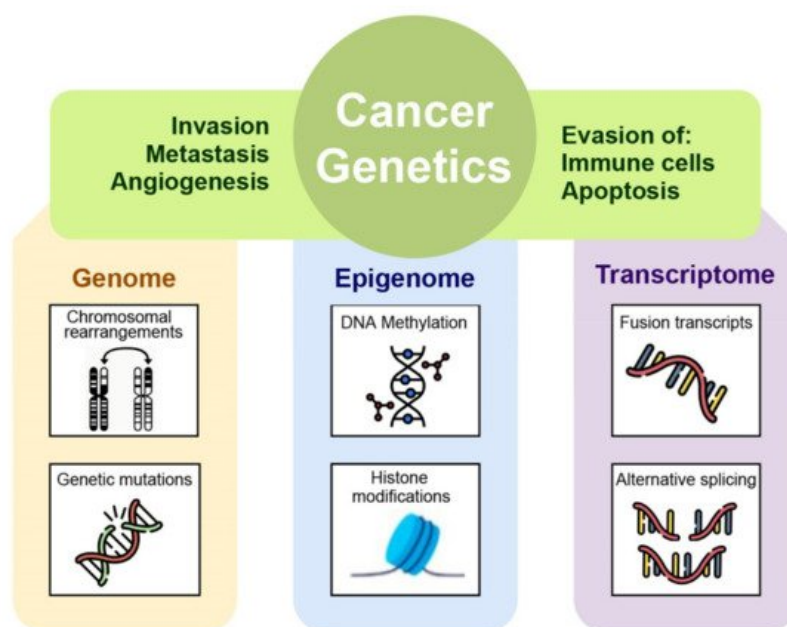 Cancer
Genetics
Invasion
Metastasis
Angiogenesis
Evasion of:
Immune cells
Apoptosis
Genome
Chromosomal
rearrangements
Genetic mutations
Epigenome
DNA Methylation
Histone
modifications
Transcriptome
Fusion transcripts
Alternative splicing